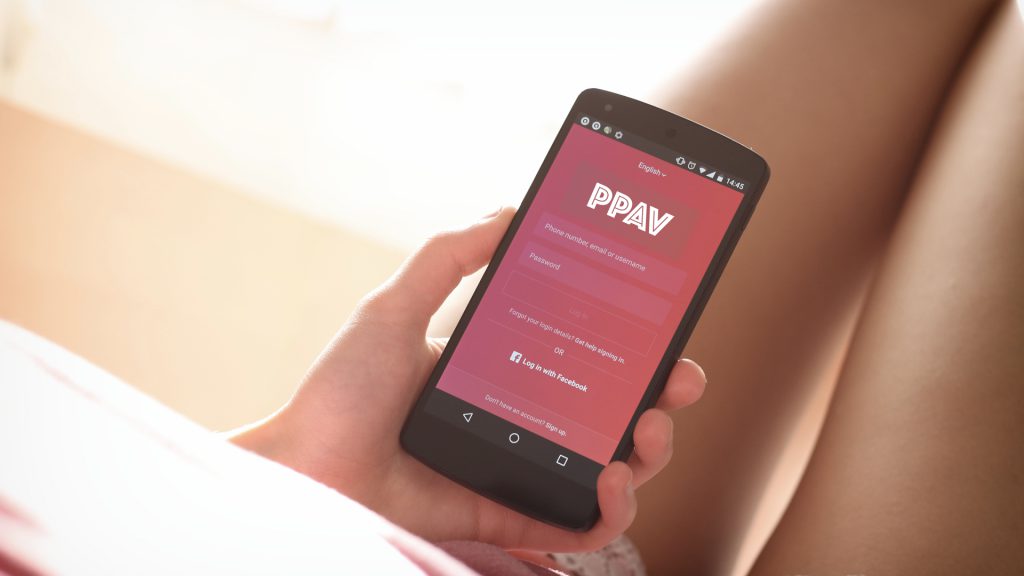 14:45
English
PPAV
Phone number, email or username
Password
Log In
Forgot your login details? Get help signing in.
OR
Log in with Facebook
Don't have an account? Sign up.